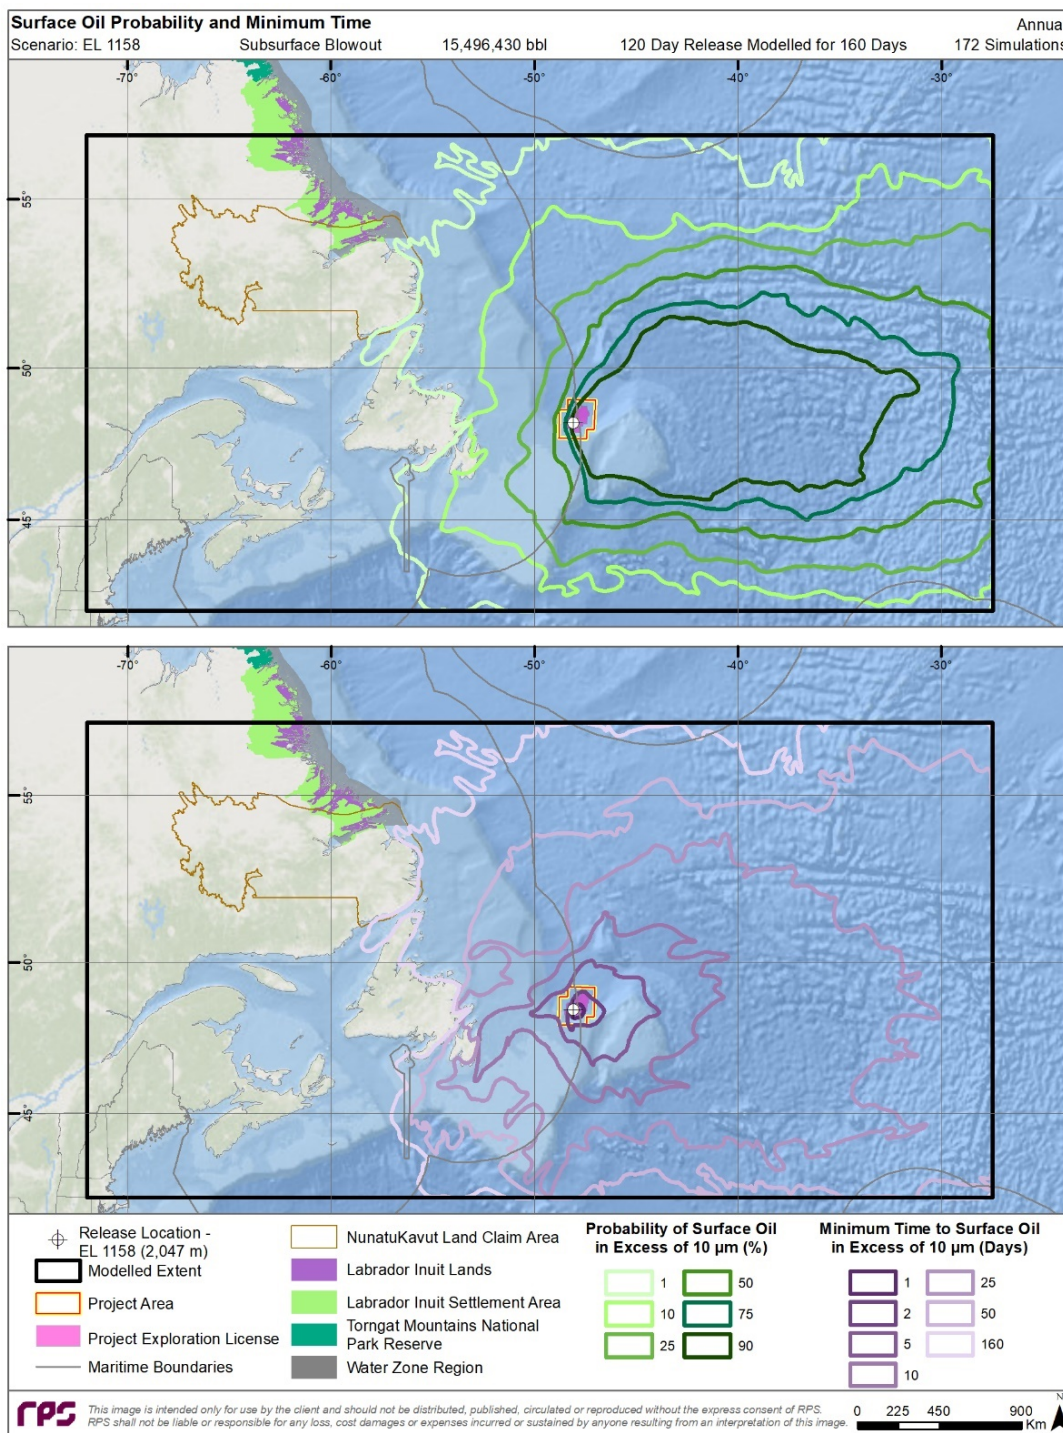 Surface Oil Probability and Minimum Time
Annual
Scenario: EL 1158 Subsurface Blowout 15,496,430 bbl 120 Day Release Modelled for 160 Days 172 Simulations
-70° -60° -50° -40° -30°
55°
50°
45°
-70° -60° -50° -40° -30°
55°
50°
45°
Release Location -
EL 1158 (2,047 m)
Modelled Extent
Project Area
Project Exploration License
Maritime Boundaries
NunatuKavut Land Claim Area
Labrador Inuit Lands
Labrador Inuit Settlement Area
Torngat Mountains National
Park Reserve
Water Zone Region
Probability of Surface Oil
in Excess of 10 µm (%)
1 50
10 75
25 90
Minimum Time to Surface Oil
in Excess of 10 µm (Days)
1 25
2 50
5 160
10
rps
This image is intended only for use by the client and should not be distributed, published, circulated or reproduced without the express consent of RPS.
RPS shall not be liable or responsible for any loss, cost damages or expenses incurred or sustained by anyone resulting from an interpretation of this image.
0 225 450 900
Km
N